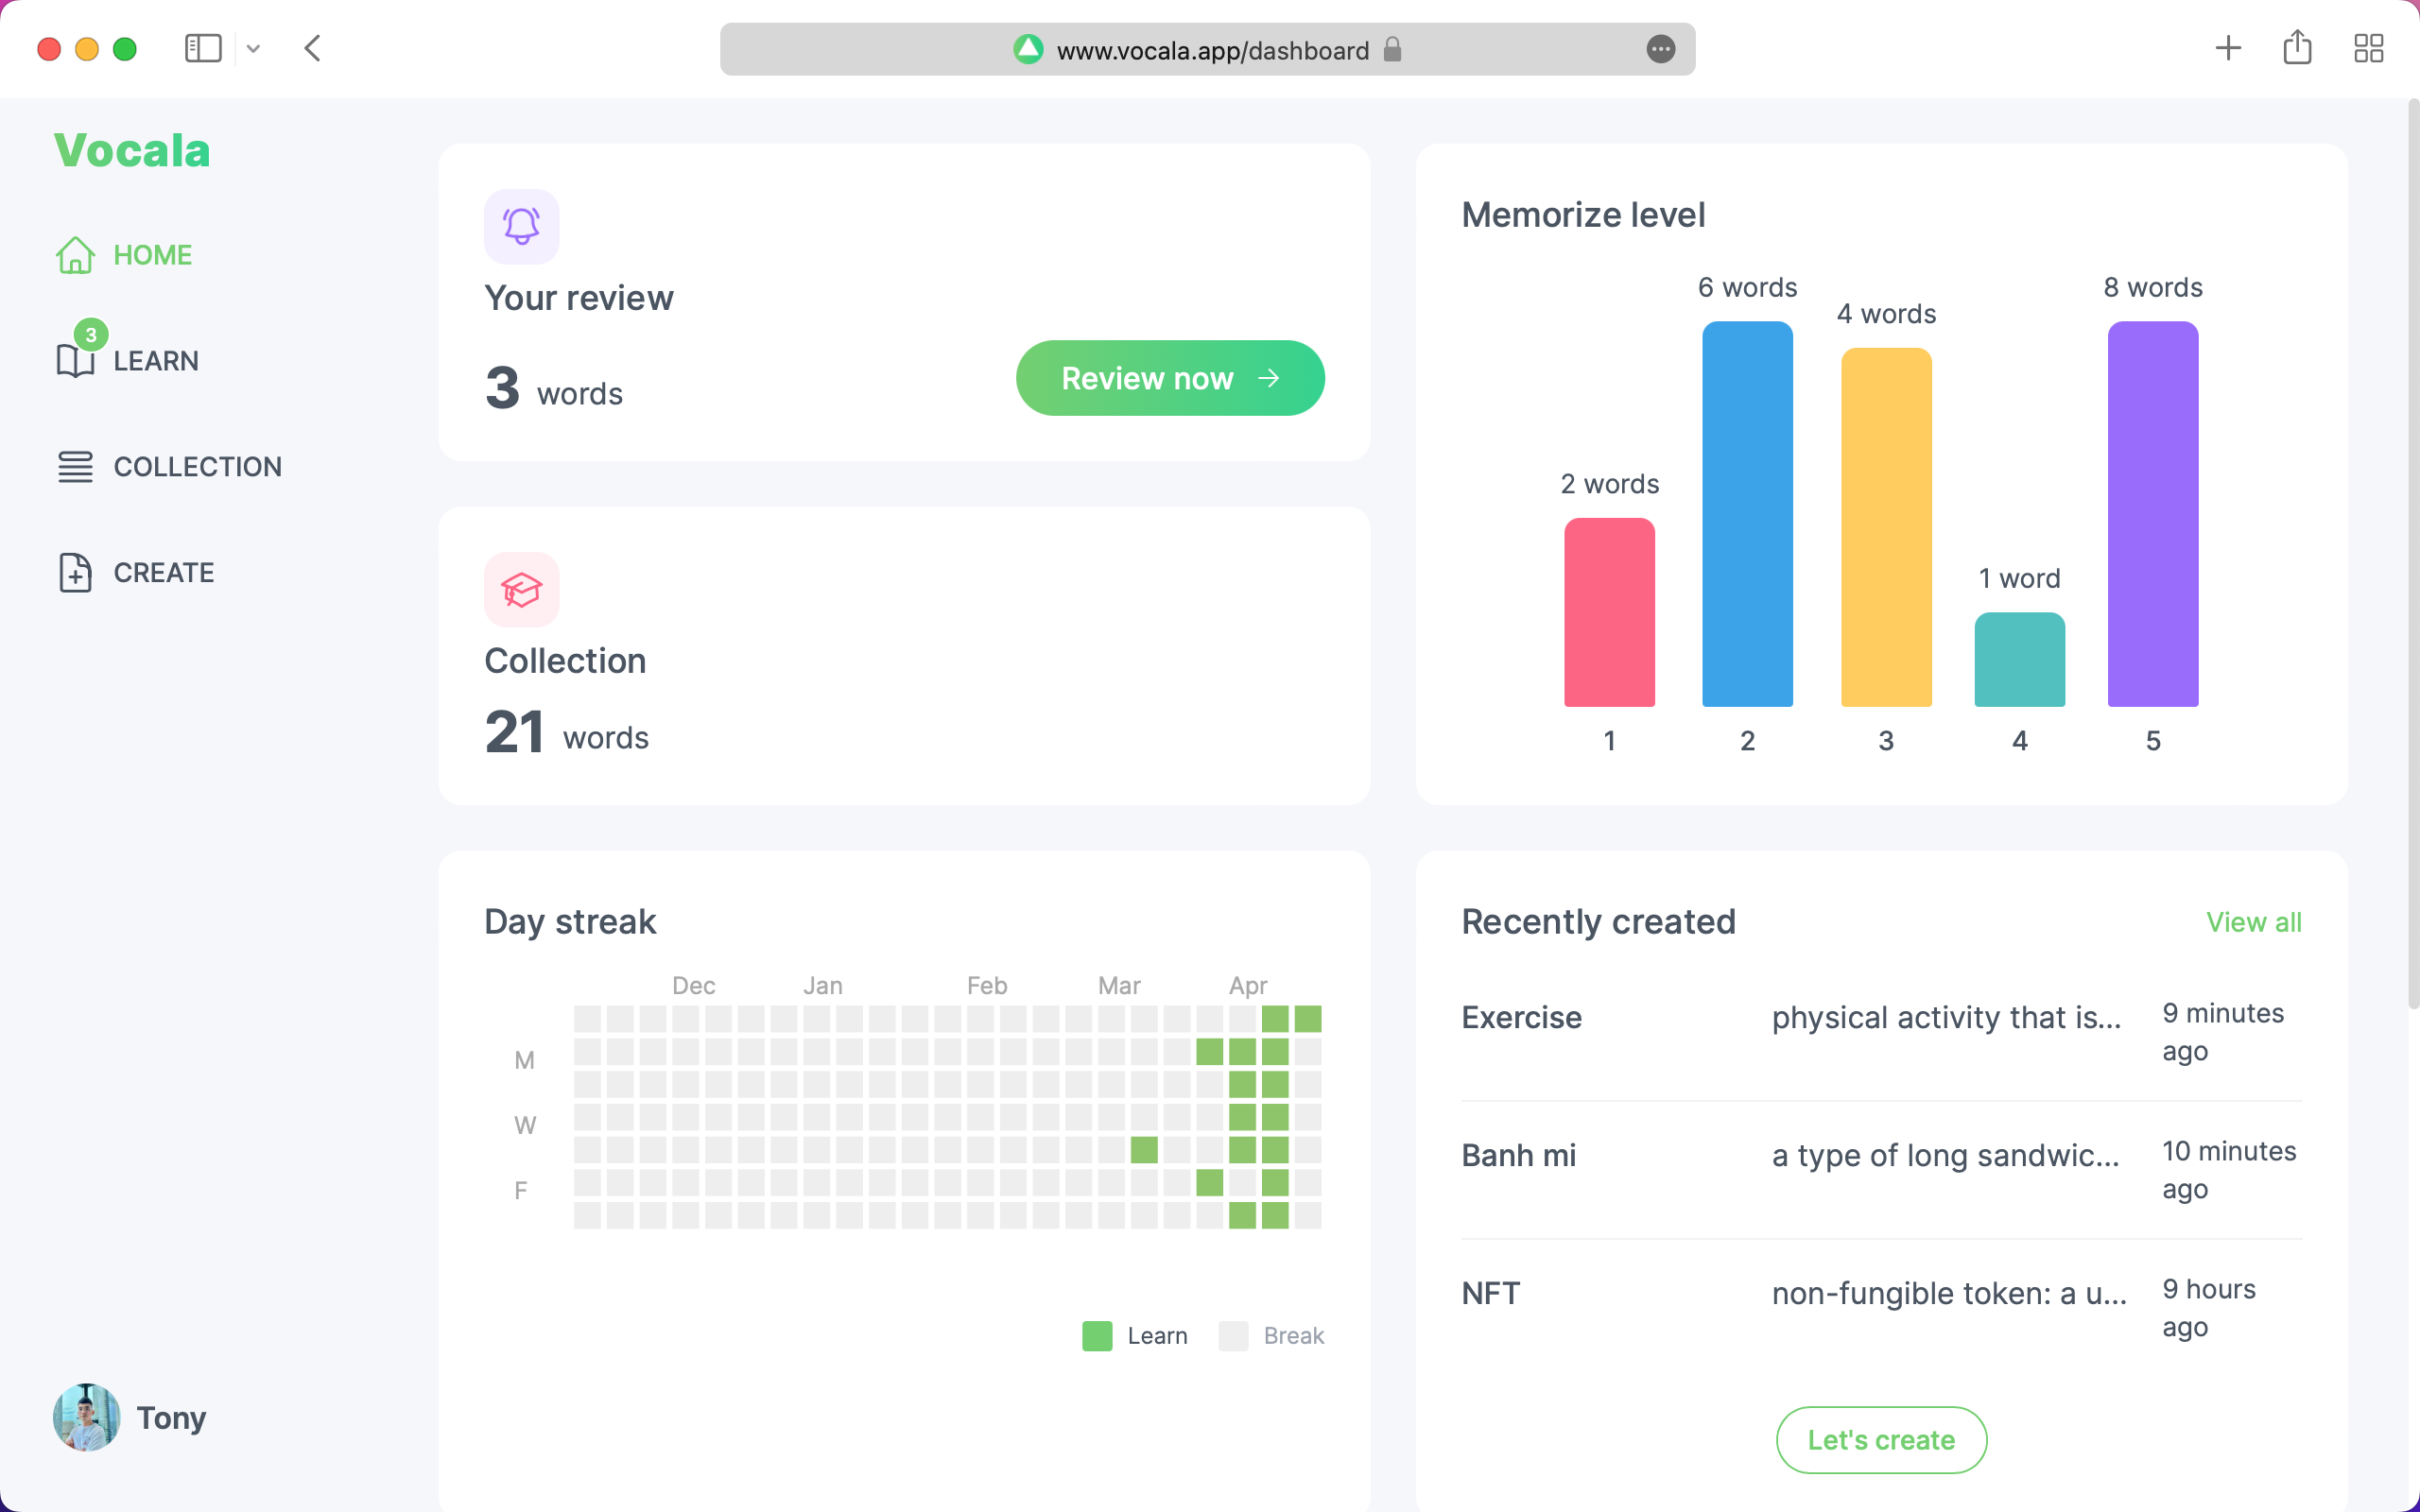 www.vocala.app/dashboard
Vocala
HOME
3
LEARN
COLLECTION
CREATE
Tony
Your review
3 words
Review now
Collection
21 words
Memorize level
6 words
8 words
4 words
2 words
1 word
1 2 3 4 5
Day streak
Dec Jan Feb Mar Apr
M
W
F
Learn Break
Recently created View all
Exercise physical activity that is... 9 minutes
ago
Banh mi a type of long sandwic... 10 minutes
ago
NFT non-fungible token: a u... 9 hours
ago
Let's create